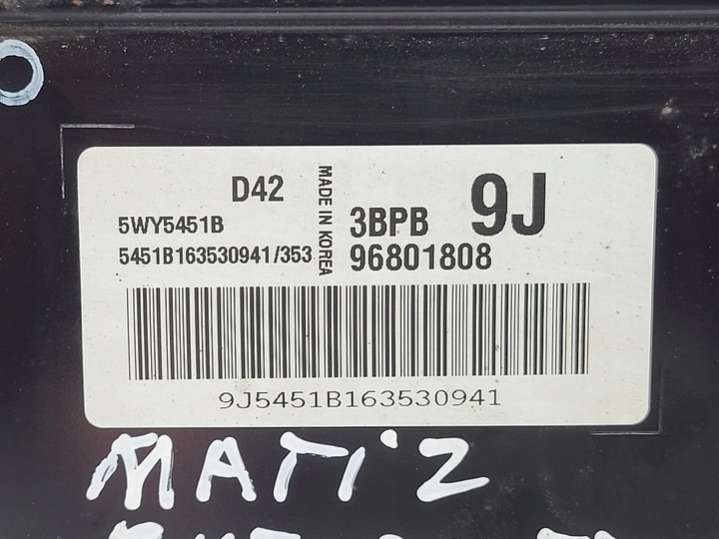 D42
MADE IN KOREA
5WY5451B
5451B163530941/353
3BPB 9J
96801808
9J5451B163530941
MATIZ